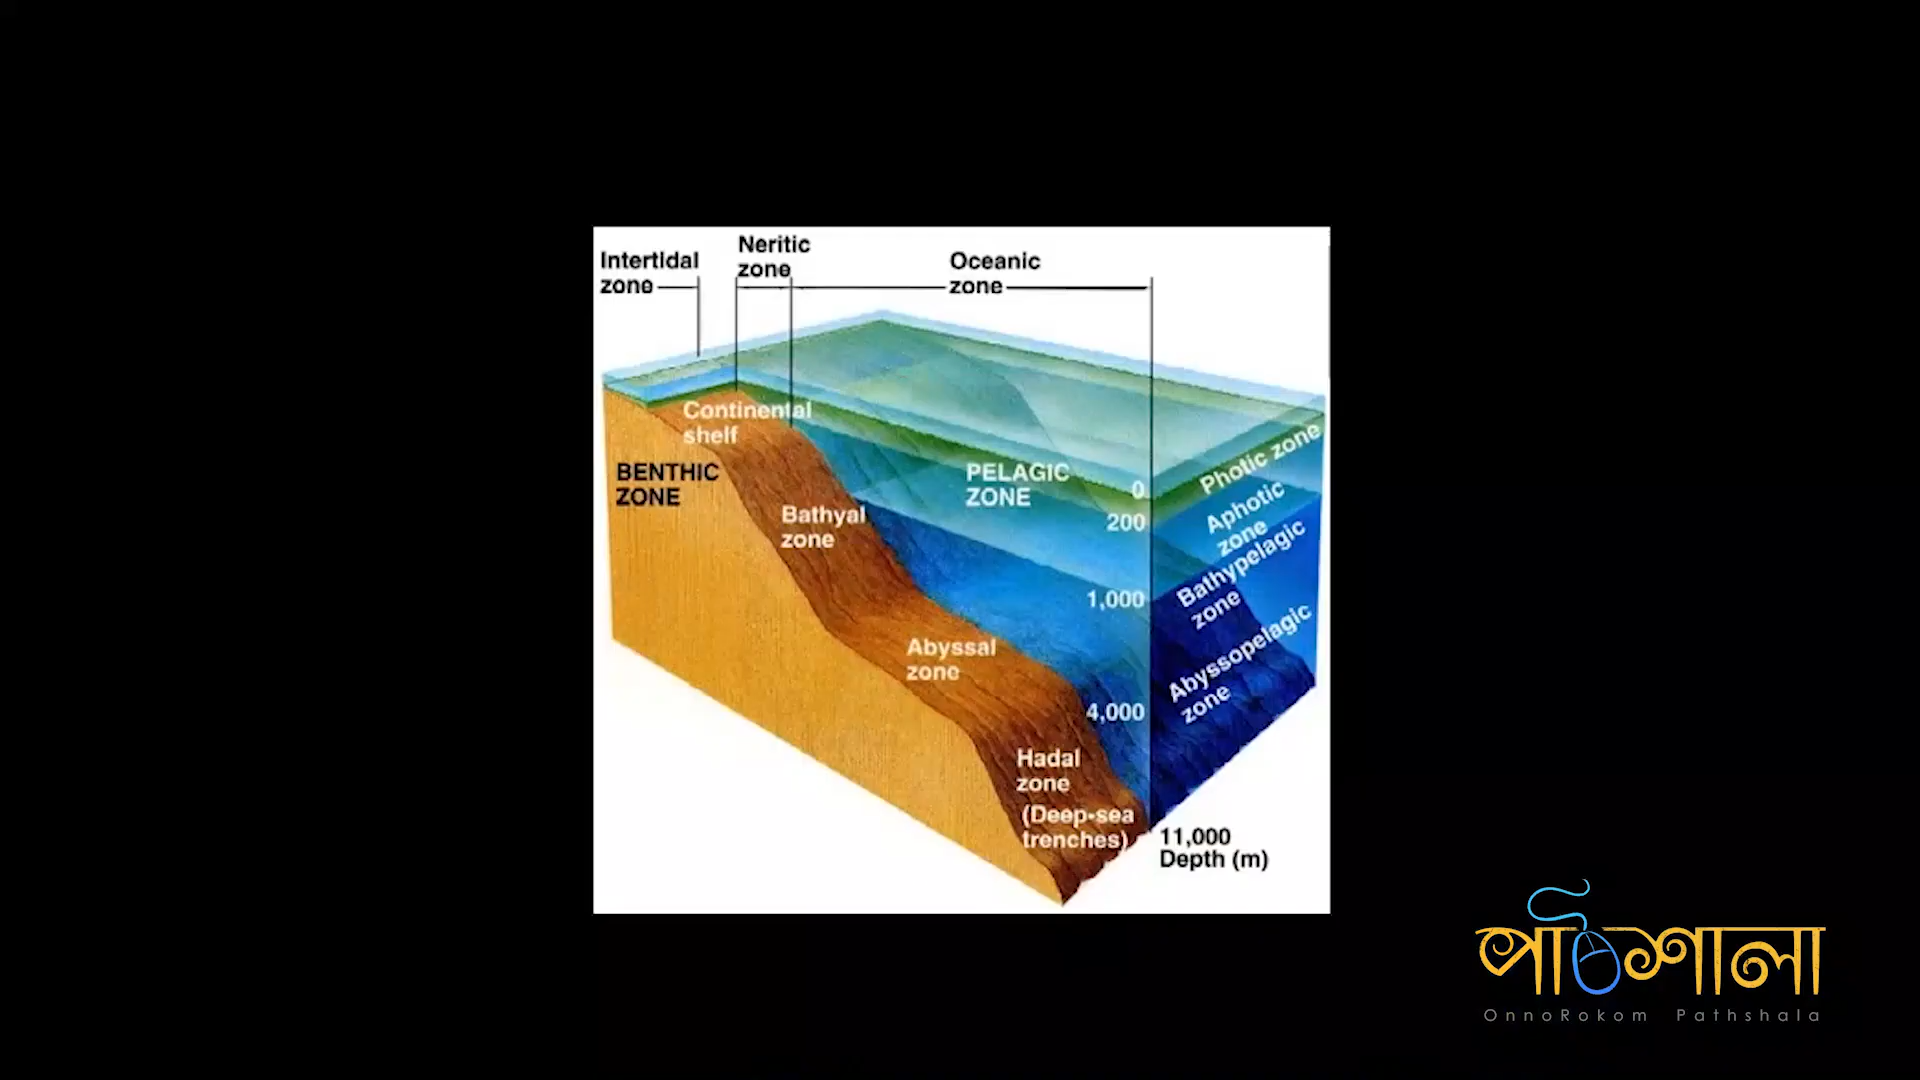 Intertidal
zone
Neritic
zone
Oceanic
zone
Continental
shelf
BENTHIC
ZONE
PELAGIC
ZONE
Bathyal
zone
Abyssal
zone
Hadal
zone
(Deep-sea
trenches)
0
200
1,000
4,000
11,000
Depth (m)
Photic zone
Aphotic
zone
Bathypelagic
zone
Abyssopelagic
zone
পাঠশালা
OnnoRokom Pathshala